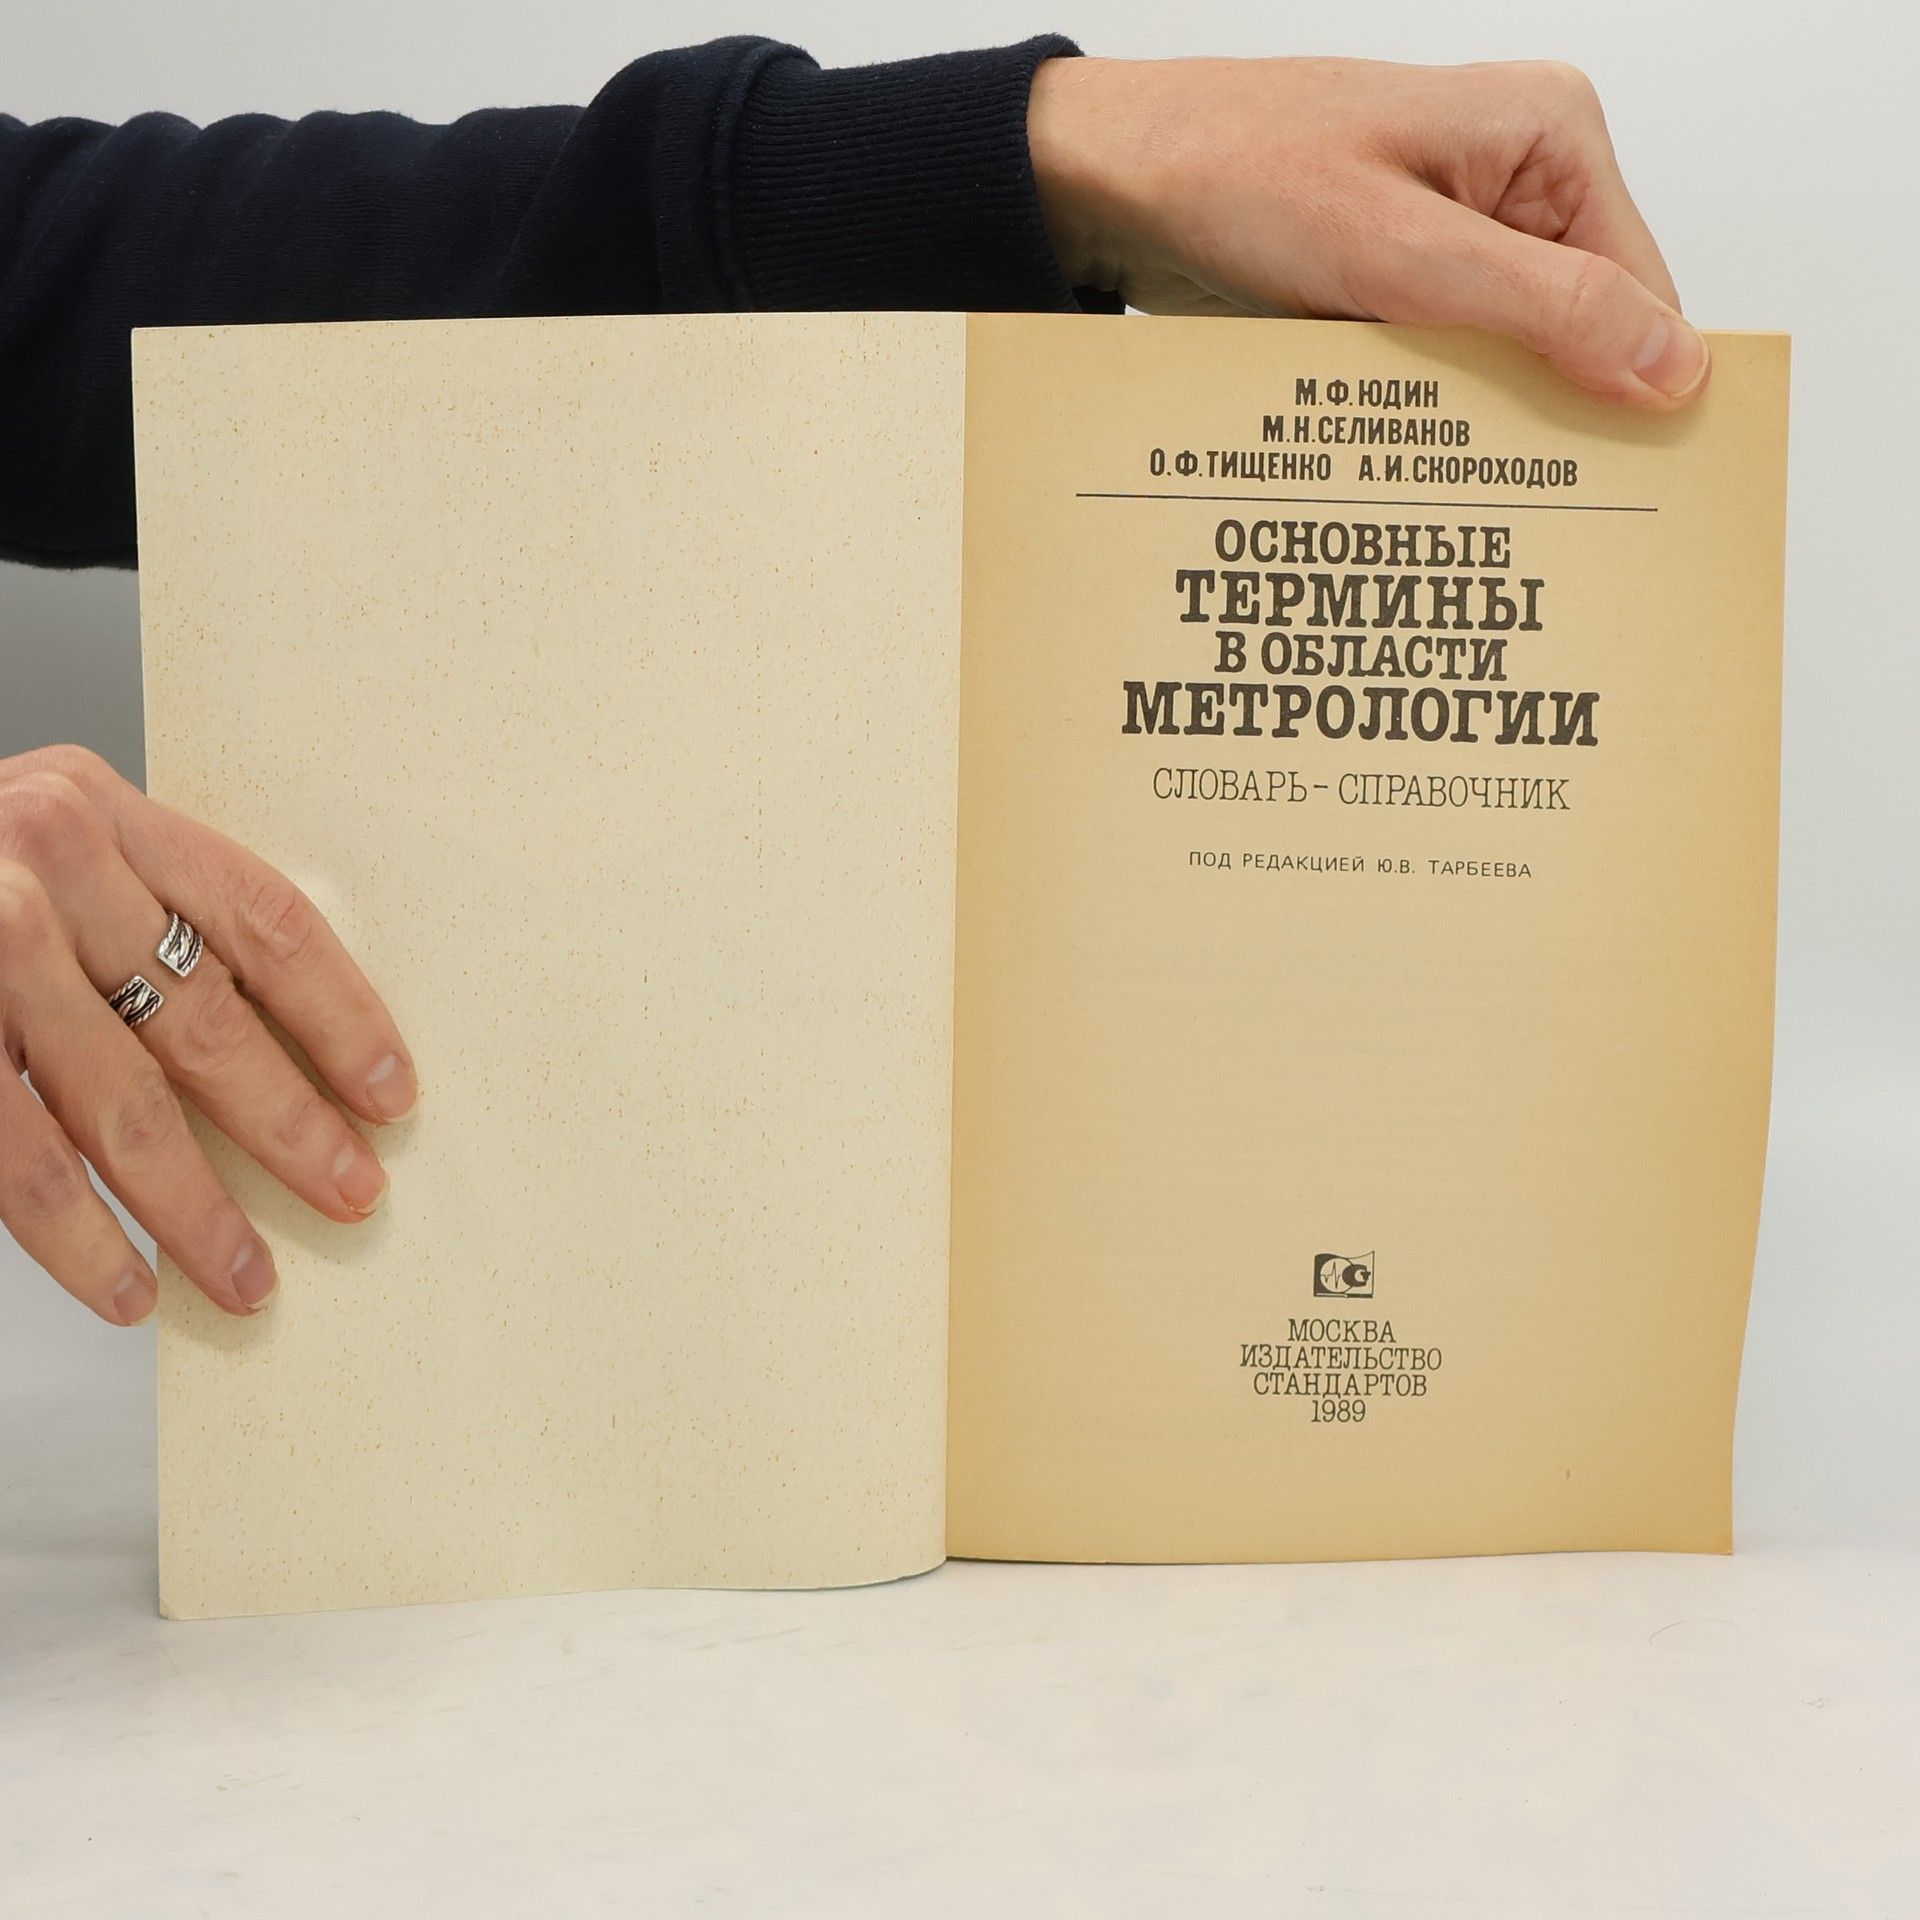 М.Ф.ЮДИН
М.Н.СЕЛИВАНОВ
О.Ф.ТИЩЕНКО А.И.СКОРОХОДОВ
ОСНОВНЫЕ
ТЕРМИНЫ
В ОБЛАСТИ
МЕТРОЛОГИИ
СЛОВАРЬ-СПРАВОЧНИК
ПОД РЕДАКЦИЕЙ Ю.В. ТАРБЕЕВА
МОСКВА
ИЗДАТЕЛЬСТВО
СТАНДАРТОВ
1989